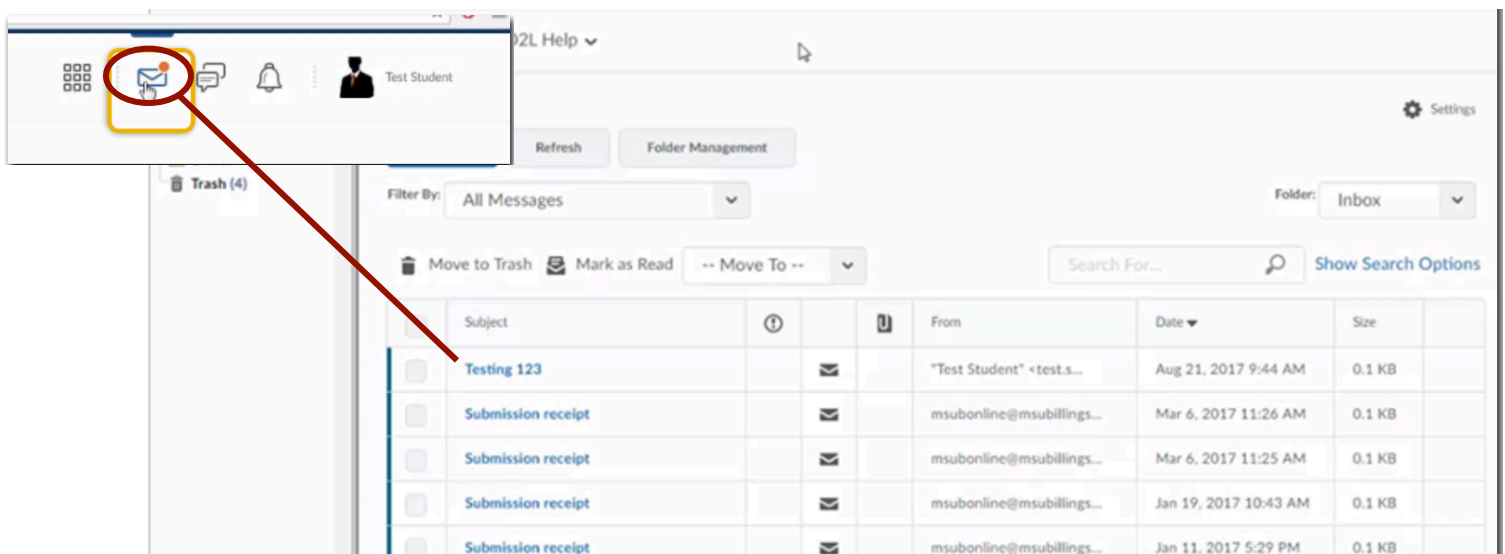 Test Student
D2L Help
Settings
Refresh
Folder Management
Trash (4)
Filter By:
All Messages
Folder:
Inbox
Move to Trash
Mark as Read
-- Move To --
Search For...
Show Search Options
Subject
From
Date
Size
Testing 123
"Test Student" <test.s...
Aug 21, 2017 9:44 AM
0.1 KB
Submission receipt
msubonline@msubillings...
Mar 6, 2017 11:26 AM
0.1 KB
Submission receipt
msubonline@msubillings...
Mar 6, 2017 11:25 AM
0.1 KB
Submission receipt
msubonline@msubillings...
Jan 19, 2017 10:43 AM
0.1 KB
Submission receipt
msubonline@msubillings...
Jan 11, 2017 5:29 PM
0.1 KB